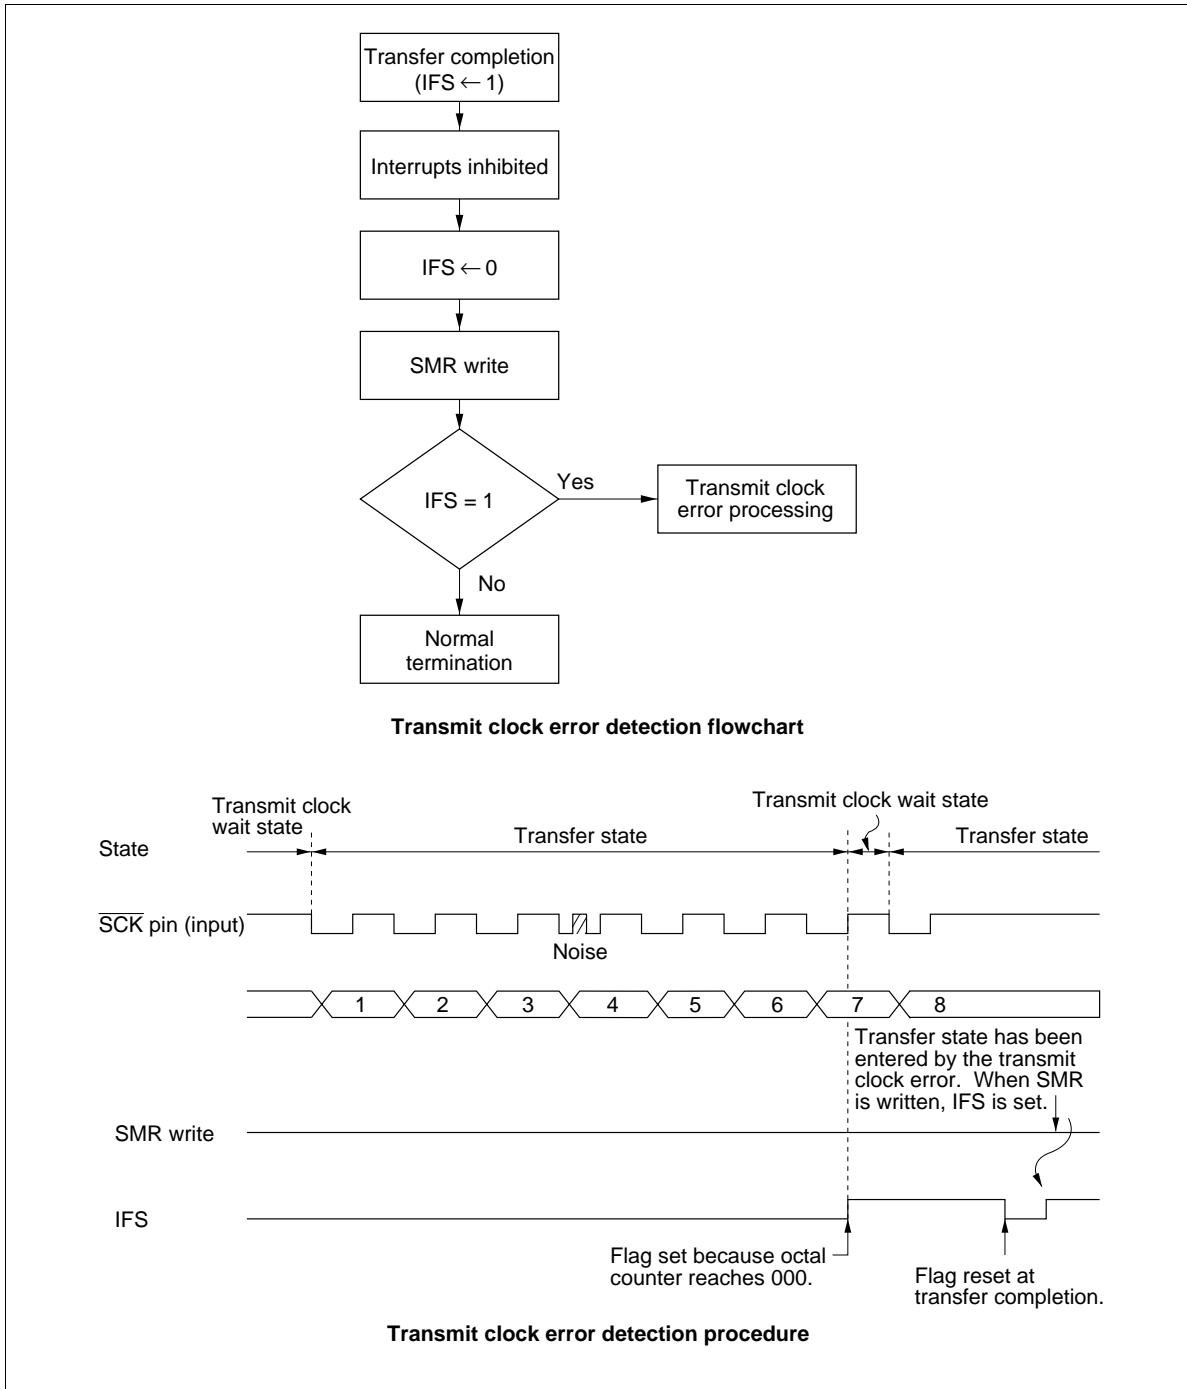 Transfer completion
(IFS ← 1)
Interrupts inhibited
IFS ← 0
SMR write
IFS = 1
Yes
Transmit clock
error processing
No
Normal
termination
Transmit clock error detection flowchart
Transmit clock
wait state
Transmit clock wait state
State
Transfer state
Transfer state
S̅C̅K̅ pin (input)
Noise
1 2 3 4 5 6 7 8
Transfer state has been
entered by the transmit
clock error. When SMR
is written, IFS is set.
SMR write
IFS
Flag set because octal
counter reaches 000.
Flag reset at
transfer completion.
Transmit clock error detection procedure